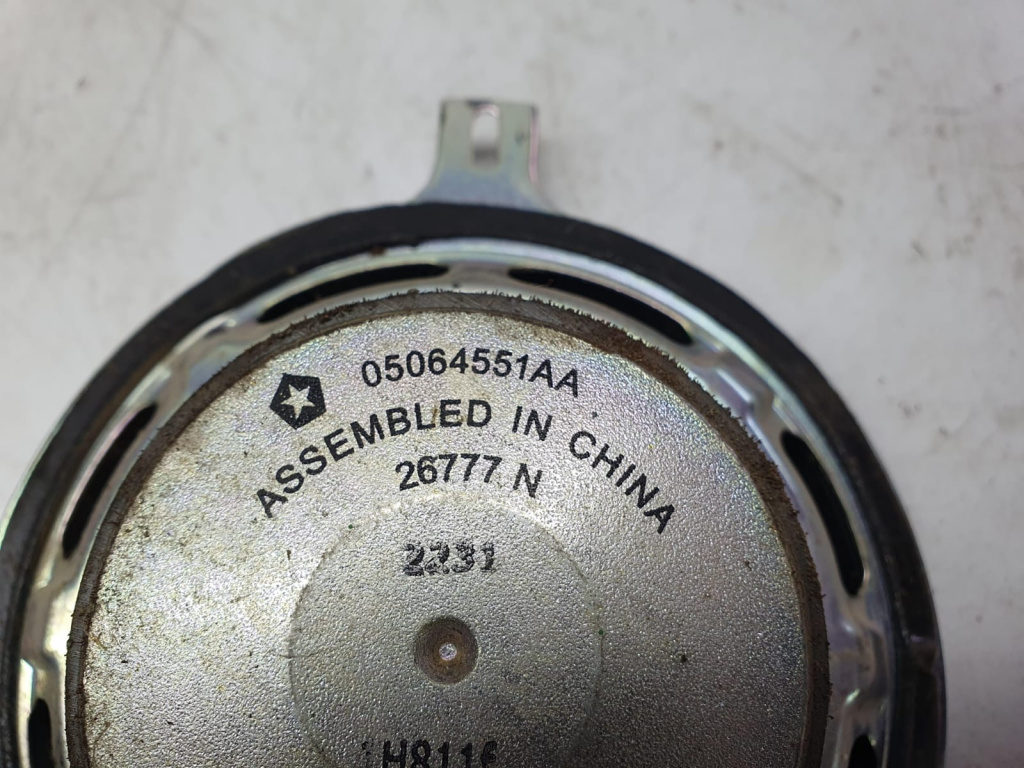 05064551AA
ASSEMBLED IN CHINA
26777 N
2231